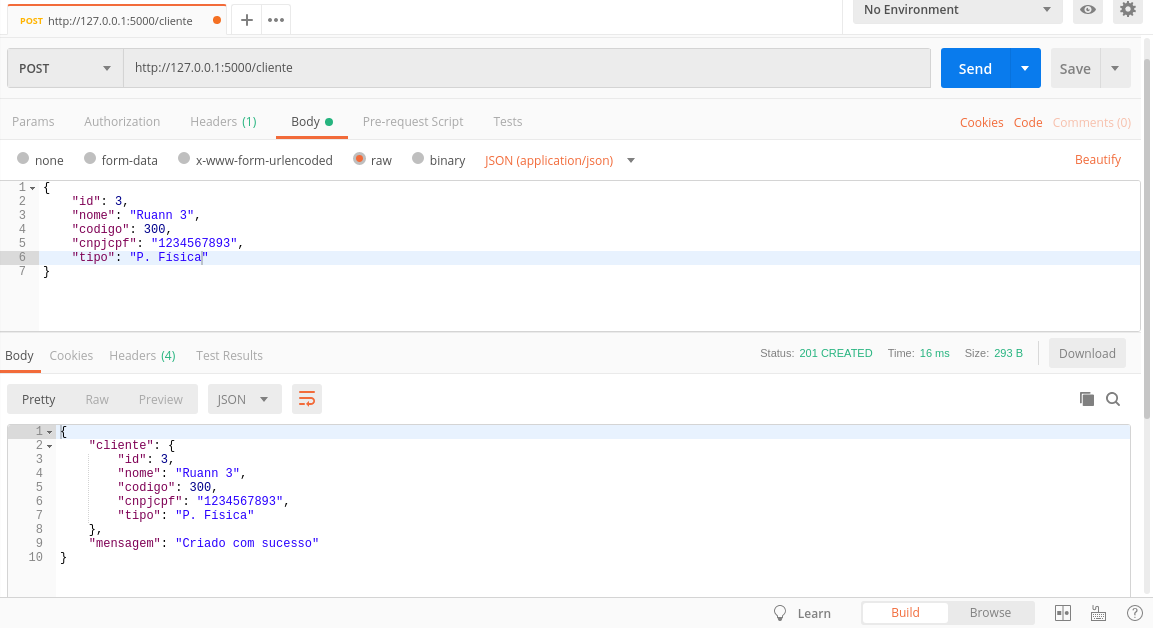 POST http://127.0.0.1:5000/cliente
No Environment
POST http://127.0.0.1:5000/cliente Send Save
Params Authorization Headers (1) Body Pre-request Script Tests Cookies Code Comments (0)
none form-data x-www-form-urlencoded raw binary JSON (application/json) Beautify
1 {
2 "id": 3,
3 "nome": "Ruann 3",
4 "codigo": 300,
5 "cnpjcpf": "1234567893",
6 "tipo": "P. Física"
7 }
Body Cookies Headers (4) Test Results Status: 201 CREATED Time: 16 ms Size: 293 B Download
Pretty Raw Preview JSON
1 {
2 "cliente": {
3 "id": 3,
4 "nome": "Ruann 3",
5 "codigo": 300,
6 "cnpjcpf": "1234567893",
7 "tipo": "P. Física"
8 },
9 "mensagem": "Criado com sucesso"
10 }
Learn Build Browse